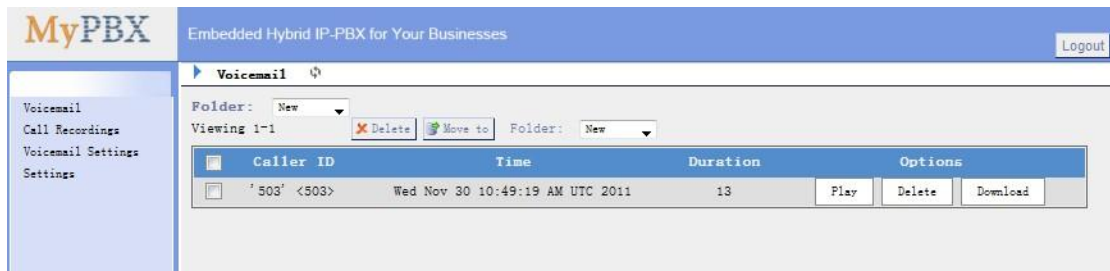 MyPBX
Embedded Hybrid IP-PBX for Your Businesses
Logout
Voicemail
Call Recordings
Voicemail Settings
Settings
Voicemail
Folder: New
Viewing 1-1 Delete Move to Folder: New
Caller ID Time Duration Options
'503' <503> Wed Nov 30 10:49:19 AM UTC 2011 13 Play Delete Download